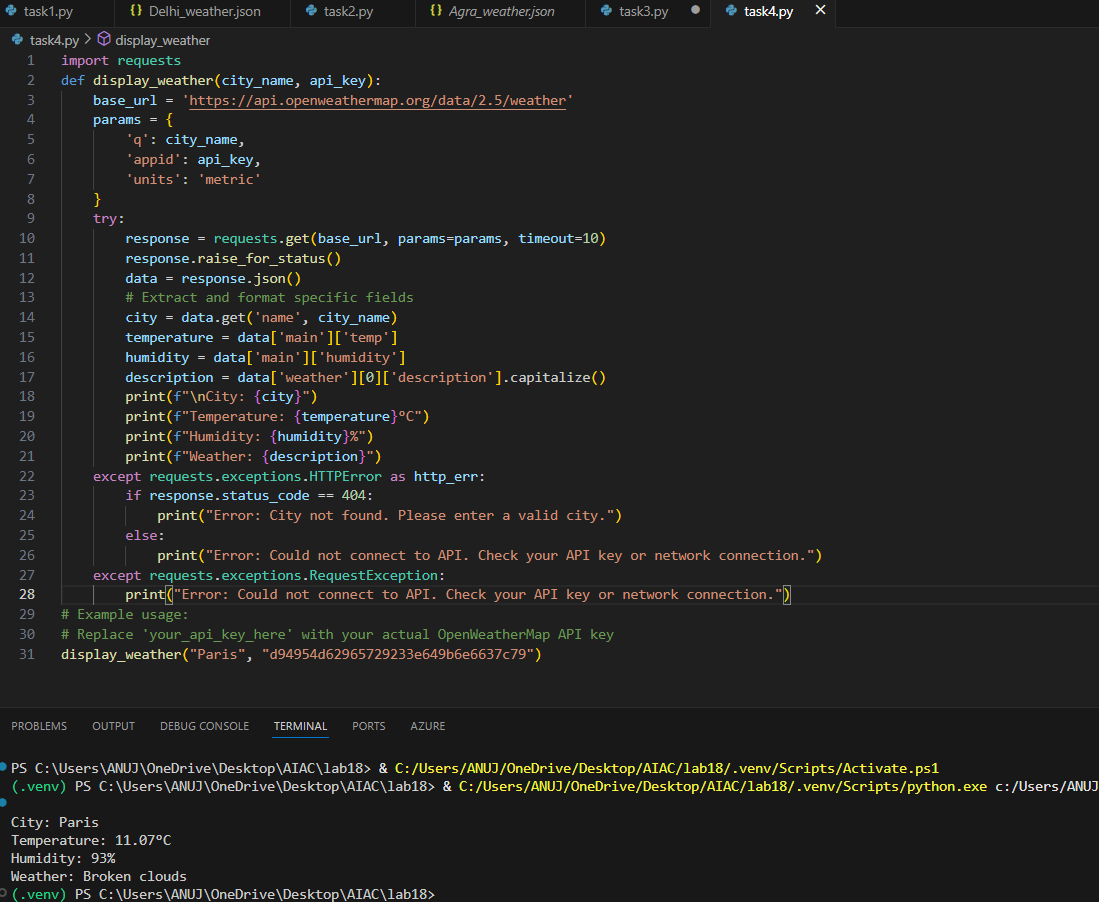 task1.py
{} Delhi_weather.json
task2.py
{} Agra_weather.json
task3.py
task4.py
task4.py > display_weather
1 import requests
2 def display_weather(city_name, api_key):
3     base_url = 'https://api.openweathermap.org/data/2.5/weather'
4     params = {
5         'q': city_name,
6         'appid': api_key,
7         'units': 'metric'
8     }
9     try:
10         response = requests.get(base_url, params=params, timeout=10)
11         response.raise_for_status()
12         data = response.json()
13         # Extract and format specific fields
14         city = data.get('name', city_name)
15         temperature = data['main']['temp']
16         humidity = data['main']['humidity']
17         description = data['weather'][0]['description'].capitalize()
18         print(f"\nCity: {city}")
19         print(f"Temperature: {temperature}°C")
20         print(f"Humidity: {humidity}%")
21         print(f"Weather: {description}")
22     except requests.exceptions.HTTPError as http_err:
23         if response.status_code == 404:
24             print("Error: City not found. Please enter a valid city.")
25         else:
26             print("Error: Could not connect to API. Check your API key or network connection.")
27     except requests.exceptions.RequestException:
28         print("Error: Could not connect to API. Check your API key or network connection.")
29 # Example usage:
30 # Replace 'your_api_key_here' with your actual OpenWeatherMap API key
31 display_weather("Paris", "d94954d62965729233e649b6e6637c79")
PROBLEMS OUTPUT DEBUG CONSOLE TERMINAL PORTS AZURE
PS C:\Users\ANUJ\OneDrive\Desktop\AIAC\lab18> & C:/Users/ANUJ/OneDrive/Desktop/AIAC/lab18/.venv/Scripts/Activate.ps1
(.venv) PS C:\Users\ANUJ\OneDrive\Desktop\AIAC\lab18> & C:/Users/ANUJ/OneDrive/Desktop/AIAC/lab18/.venv/Scripts/python.exe c:/Users/ANUJ
City: Paris
Temperature: 11.07°C
Humidity: 93%
Weather: Broken clouds
(.venv) PS C:\Users\ANUJ\OneDrive\Desktop\AIAC\lab18>